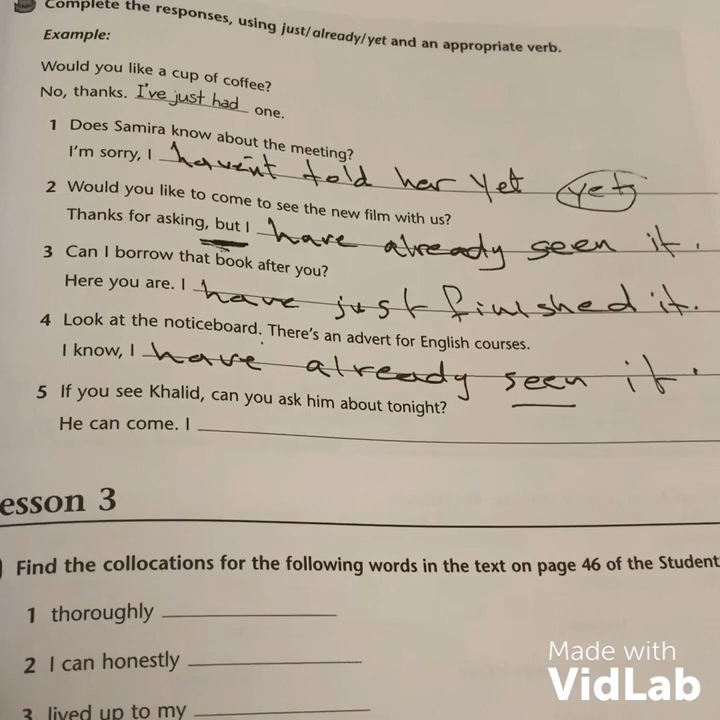 Complete the responses, using just/already/yet and an appropriate verb.
Example:
Would you like a cup of coffee?
No, thanks. I've just had one.
1 Does Samira know about the meeting?
I'm sorry, I haven't told her yet yet
2 Would you like to come to see the new film with us?
Thanks for asking, but I have already seen it.
3 Can I borrow that book after you?
Here you are. I have just finished it.
4 Look at the noticeboard. There's an advert for English courses.
I know, I have already seen it.
5 If you see Khalid, can you ask him about tonight?
He can come. I
esson 3
Find the collocations for the following words in the text on page 46 of the Student
1 thoroughly
2 I can honestly
3 lived up to my
Made with
VidLab